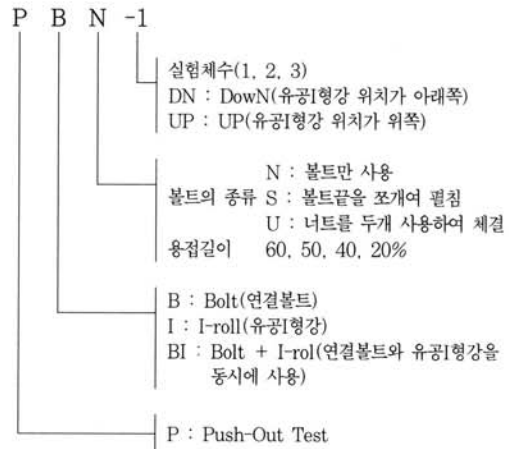 P B N -1
실험체수(1, 2, 3)
DN : DowN(유공I형강 위치가 아래쪽)
UP : UP(유공I형강 위치가 위쪽)
N : 볼트만 사용
볼트의 종류 S : 볼트끝을 쪼개여 펼침
U : 너트를 두개 사용하여 체결
용접길이 60, 50, 40, 20%
B : Bolt(연결볼트)
I : I-roll(유공I형강)
BI : Bolt + I-rol(연결볼트와 유공I형강을
동시에 사용)
P : Push-Out Test